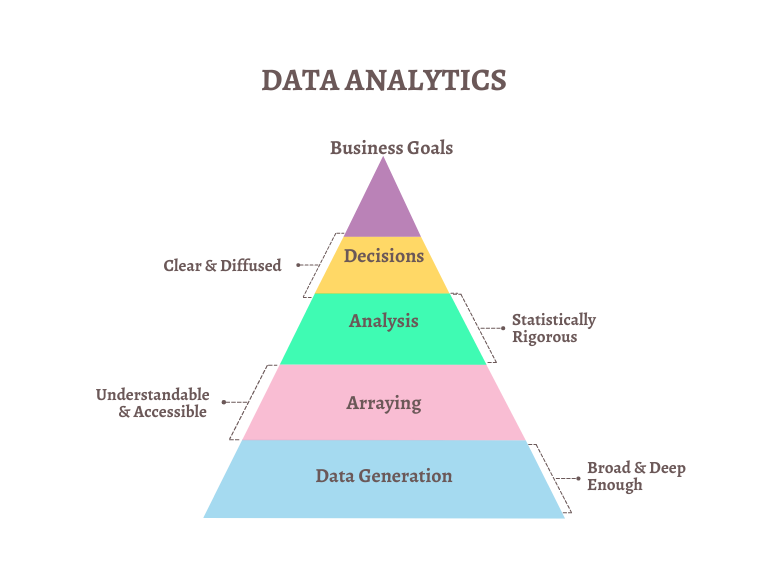 DATA ANALYTICS
Business Goals
Decisions
Clear & Diffused
Analysis
Statistically
Rigorous
Understandable
& Accessible
Arraying
Data Generation
Broad & Deep
Enough